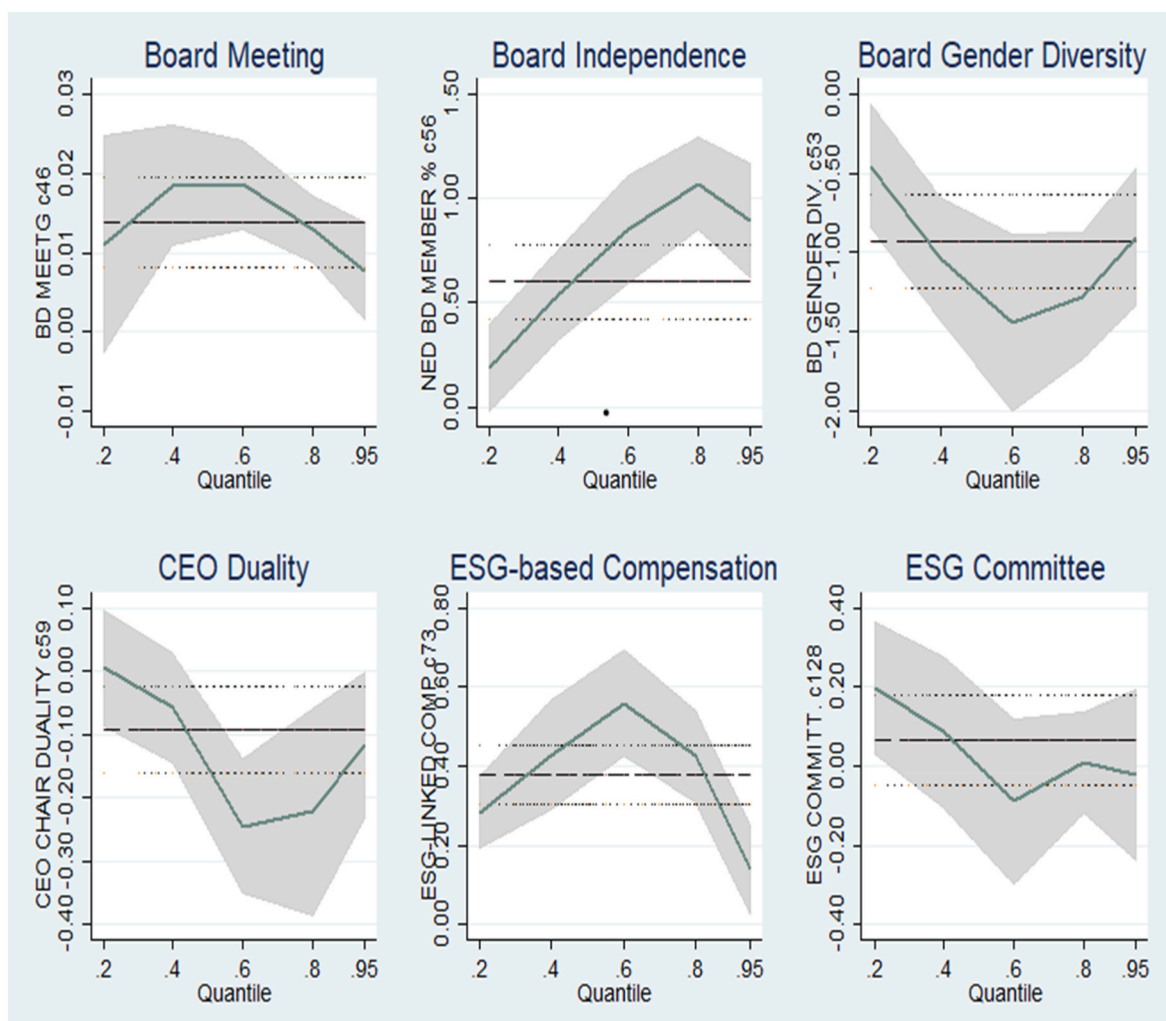 Board Meeting
BD MEETG c46
0.03
0.02
0.01
0.00
-0.01
.2 .4 .6 .8 .95
Quantile
Board Independence
NED BD MEMBER % c56
1.50
1.00
0.50
0.00
.2 .4 .6 .8 .95
Quantile
Board Gender Diversity
BD GENDER DIV. c53
0.00
-0.50
-1.00
-1.50
-2.00
.2 .4 .6 .8 .95
Quantile
CEO Duality
CEO CHAIR DUALITY c59
0.10
0.00
-0.10
-0.20
-0.30
-0.40
.2 .4 .6 .8 .95
Quantile
ESG-based Compensation
ESG-LINKED COMP. c73
0.80
0.60
0.40
0.20
0.00
.2 .4 .6 .8 .95
Quantile
ESG Committee
ESG COMMITT. c128
0.40
0.20
0.00
-0.20
-0.40
.2 .4 .6 .8 .95
Quantile